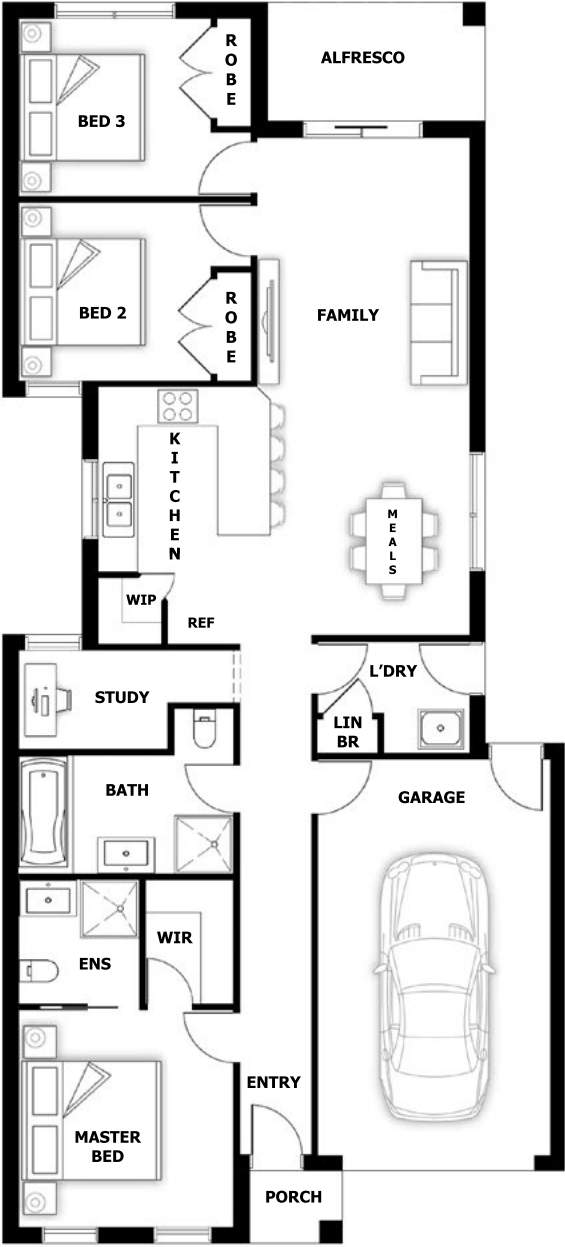 ROBE
ALFRESCO
BED 3
BED 2
ROBE
FAMILY
KITCHEN
MEALS
WIP
REF
STUDY
L'DRY
LIN
BR
BATH
GARAGE
WIR
ENS
ENTRY
MASTER
BED
PORCH